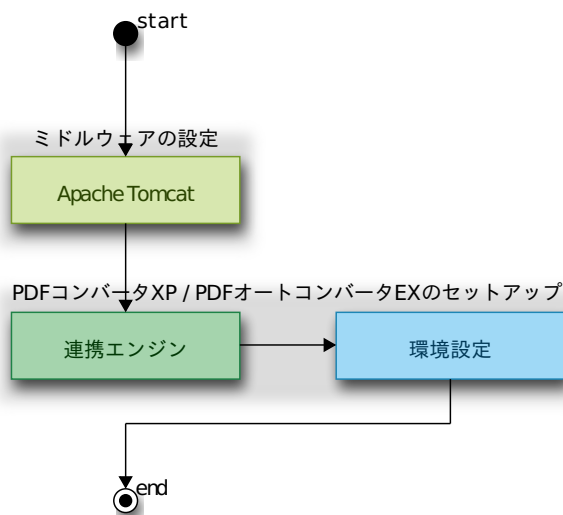 start
ミドルウェアの設定
Apache Tomcat
PDFコンバータXP / PDFオートコンバータEXのセットアップ
連携エンジン
環境設定
end